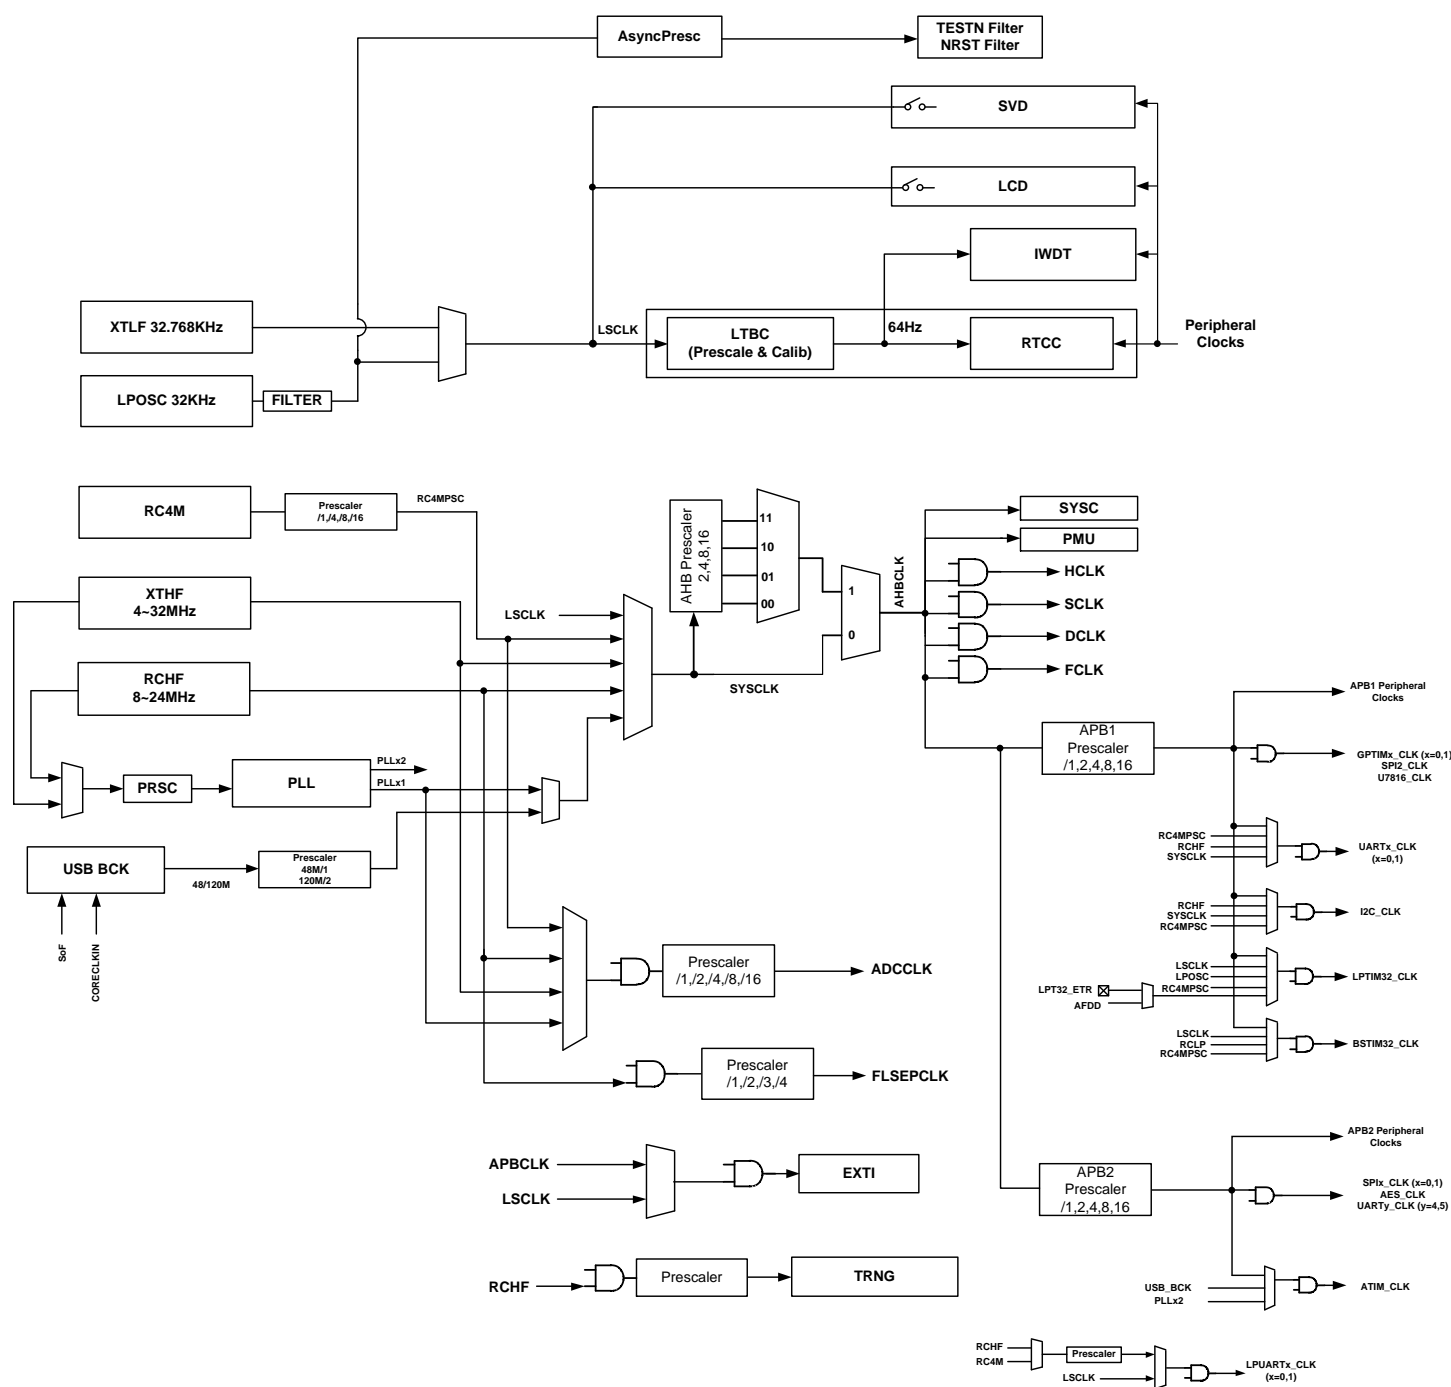 AsyncPresc
TESTN Filter
NRST Filter
SVD
LCD
IWDT
XTLF 32.768KHz
LSCLK
LTBC
(Prescale & Calib)
64Hz
RTCC
Peripheral
Clocks
LPOSC 32KHz
FILTER
RC4M
Prescaler
/1,/4,/8,/16
RC4MPSC
AHB Prescaler
2,4,8,16
11
10
01
00
SYSC
PMU
AHBCLK
HCLK
SCLK
DCLK
FCLK
XTHF
4~32MHz
LSCLK
1
0
RCHF
8~24MHz
SYSCLK
APB1 Peripheral
Clocks
APB1
Prescaler
/1,2,4,8,16
GPTIMx_CLK (x=0,1)
SPI2_CLK
U7816_CLK
PRSC
PLL
PLLx2
PLLx1
USB BCK
48/120M
Prescaler
48M/1
120M/2
SoF
CORECLKIN
RC4MPSC
RCHF
SYSCLK
UARTx_CLK
(x=0,1)
RCHF
SYSCLK
RC4MPSC
I2C_CLK
Prescaler
/1,/2,/4,/8,/16
ADCCLK
LSCLK
LPOSC
RC4MPSC
LPT32_ETR
AFDD
LPTIM32_CLK
LSCLK
RCLP
RC4MPSC
BSTIM32_CLK
Prescaler
/1,/2,/3,/4
FLSEPCLK
APBCLK
LSCLK
EXTI
APB2 Peripheral
Clocks
APB2
Prescaler
/1,2,4,8,16
SPIx_CLK (x=0,1)
AES_CLK
UARTy_CLK (y=4,5)
RCHF
Prescaler
TRNG
USB_BCK
PLLx2
ATIM_CLK
RCHF
RC4M
Prescaler
LSCLK
LPUARTx_CLK
(x=0,1)